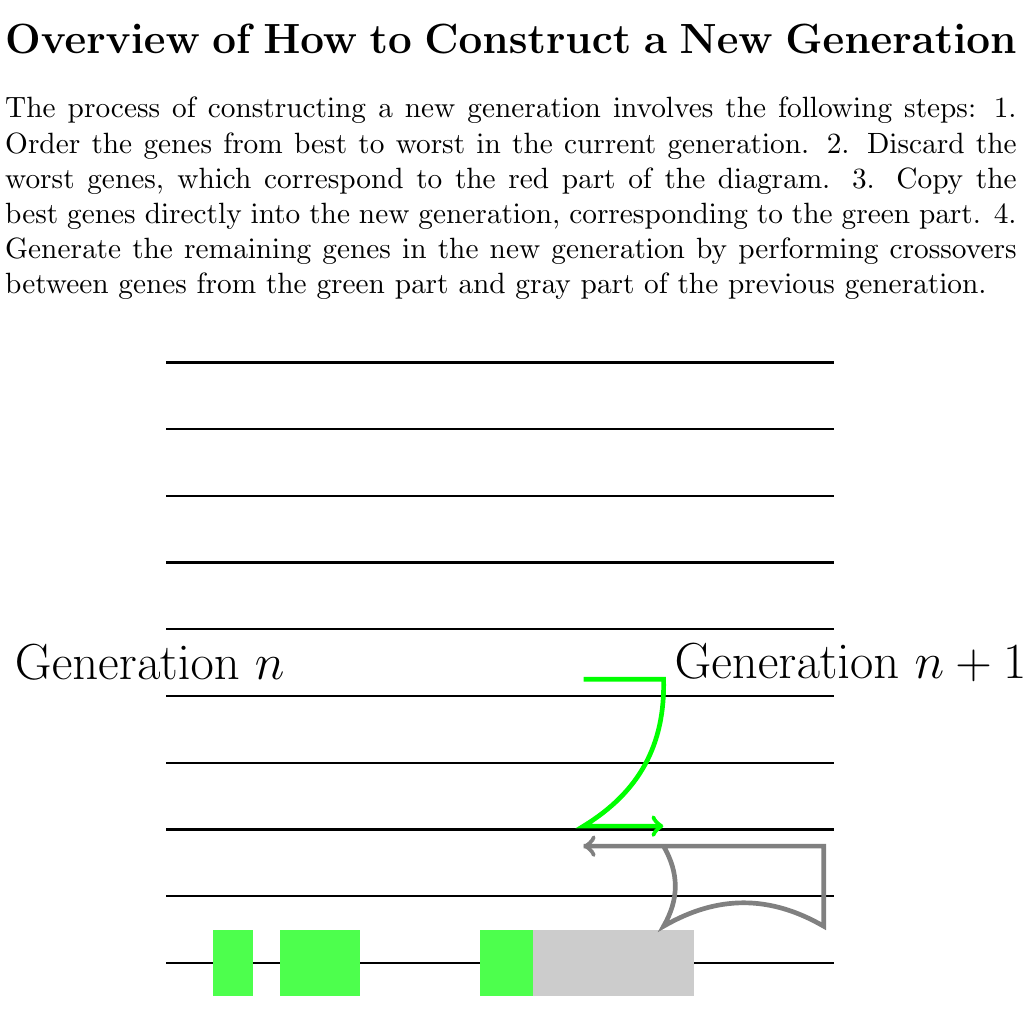 Overview of How to Construct a New Generation
The process of constructing a new generation involves the following steps: 1.
Order the genes from best to worst in the current generation. 2. Discard the
worst genes, which correspond to the red part of the diagram. 3. Copy the
best genes directly into the new generation, corresponding to the green part. 4.
Generate the remaining genes in the new generation by performing crossovers
between genes from the green part and gray part of the previous generation.
Generation n
Generation n + 1